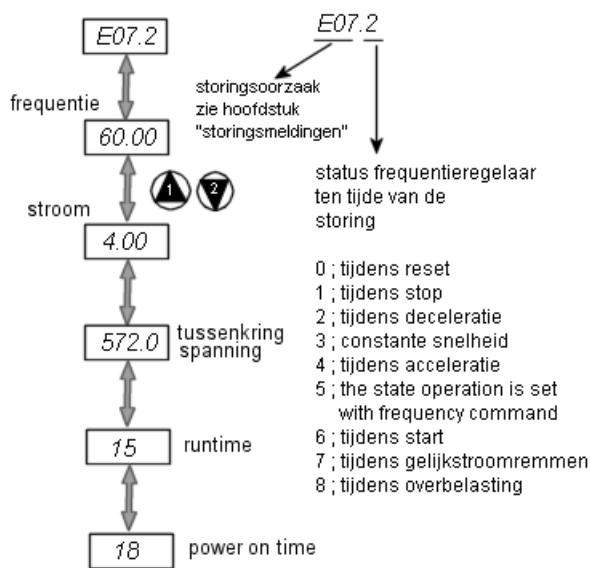 E07.2
frequentie
60.00
1
2
stroom
4.00
572.0
tussenkring
spanning
15
runtime
18
power on time
E07.2
storingsoorzaak
zie hoofdstuk
"storingsmeldingen"
status frequentieregelaar
ten tijde van de
storing
0 ; tijdens reset
1 ; tijdens stop
2 ; tijdens deceleratie
3 ; constante snelheid
4 ; tijdens acceleratie
5 ; the state operation is set
with frequency command
6 ; tijdens start
7 ; tijdens gelijkstroomremmen
8 ; tijdens overbelasting